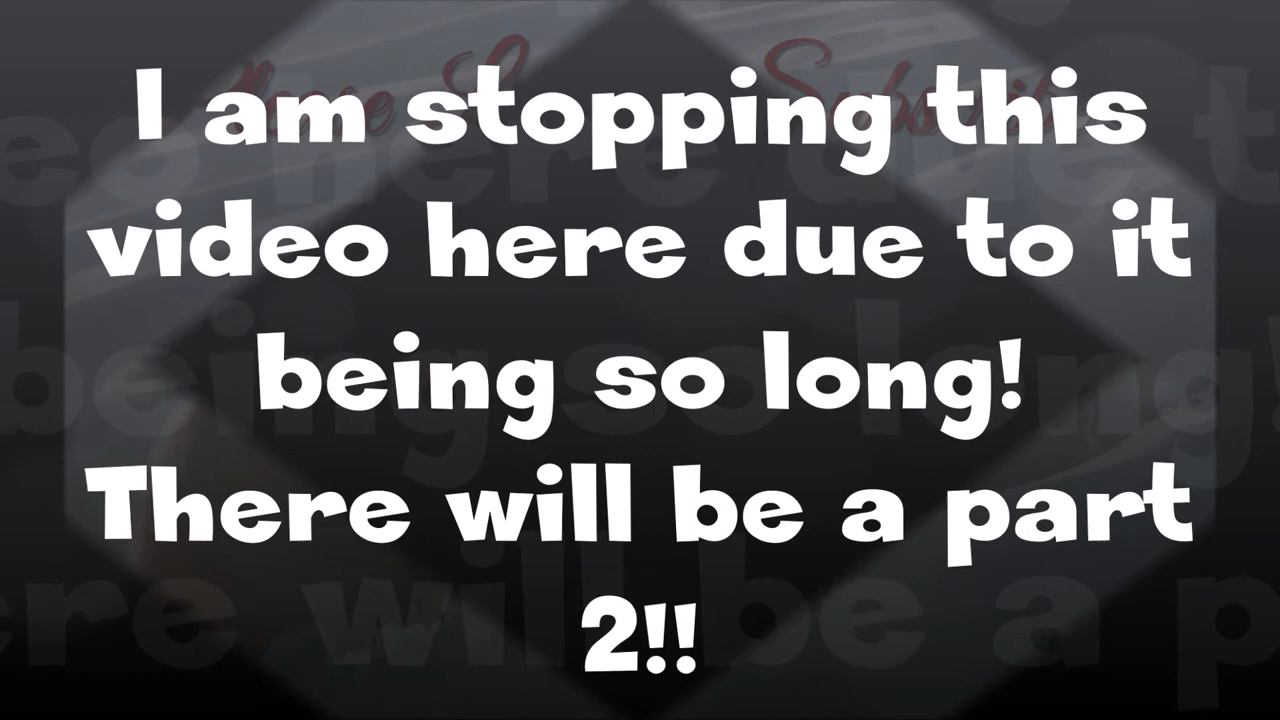 I am stopping this
video here due to it
being so long!
There will be a part
2!!